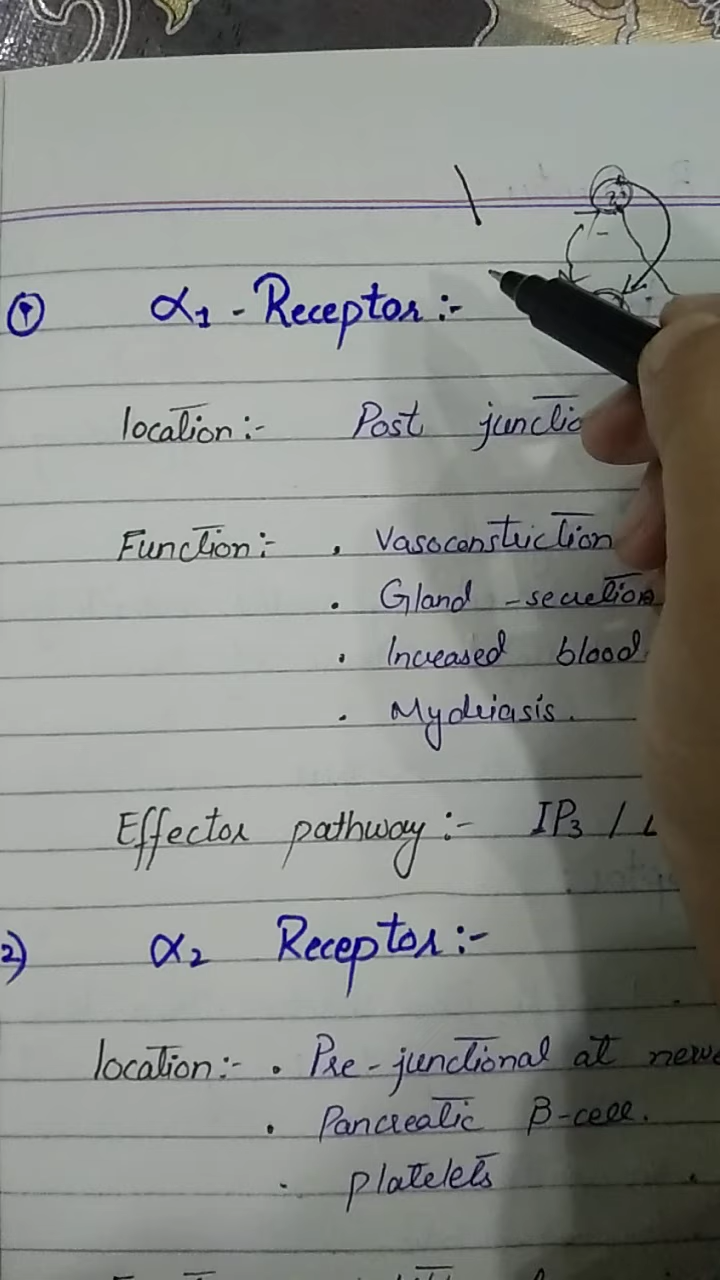 ① α1 - Receptor :-
location :- Post
Function :- • Vasoconstriction
• Gland - secretion
• Increased blood
• Mydriasis.
Effector pathway :- IP3 /
2) α2 Receptor :-
location :- • Pre-junctional at
• Pancreatic β-cell.
• Platelets